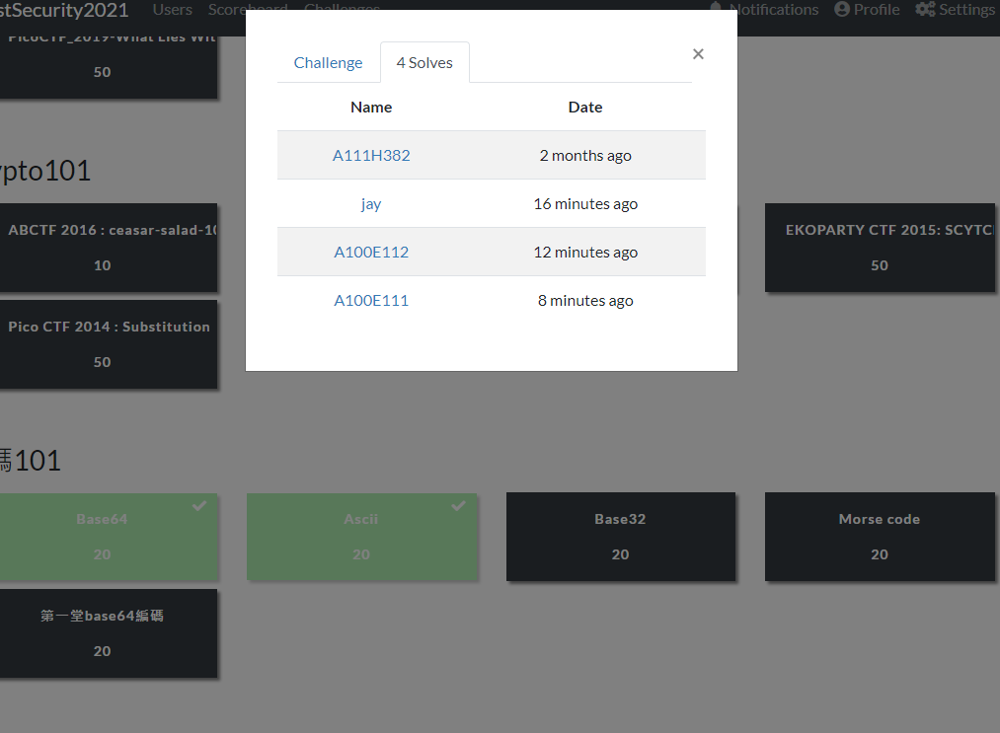 stSecurity2021 Users Scoreboard Challenges Notifications Profile Settings
PicoCTF_2019-What Lies Wit
50
Challenge 4 Solves ×
Name Date
A111H382 2 months ago
jay 16 minutes ago
A100E112 12 minutes ago
A100E111 8 minutes ago
ypto101
ABCTF 2016 : ceasar-salad-10
10
EKOPARTY CTF 2015: SCYTC
50
Pico CTF 2014 : Substitution
50
碼101
Base64
20
Ascii
20
Base32
20
Morse code
20
第一堂base64編碼
20